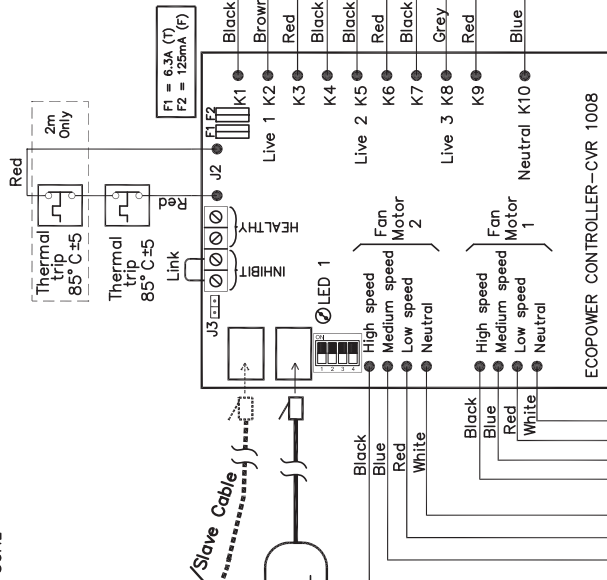 Black
Brown
Red
Black
Black
Red
Black
Grey
Red
Blue
F1 = 6.3A (T)
F2 = 125mA (F)
K1
K2
K3
K4
K5
K6
K7
K8
K9
Neutral K10
Live 1
Live 2
Live 3
F1
F2
2m
Only
Red
J2
Red
Thermal
trip
85° C ±5
Thermal
trip
85° C ±5
Link
HEALTHY
INHIBIT
J3
LED 1
ON
1 2 3 4
Fan
Motor
2
High speed
Medium speed
Low speed
Neutral
Fan
Motor
1
High speed
Medium speed
Low speed
Neutral
ECOPOWER CONTROLLER-CVR 1008
Black
Blue
Red
White
Black
Blue
Red
White
/Slave Cable